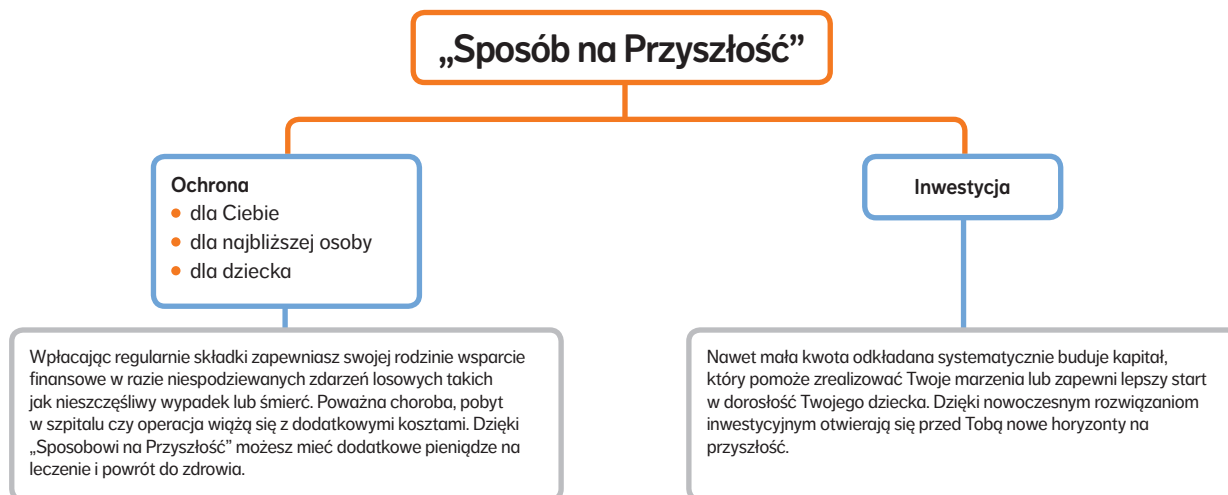 „Sposób na Przyszłość”
Ochrona
• dla Ciebie
• dla najbliższej osoby
• dla dziecka
Inwestycja
Wpłacając regularnie składki zapewniasz swojej rodzinie wsparcie
finansowe w razie niespodziewanych zdarzeń losowych takich
jak nieszczęśliwy wypadek lub śmierć. Poważna choroba, pobyt
w szpitalu czy operacja wiążą się z dodatkowymi kosztami. Dzięki
„Sposobowi na Przyszłość” możesz mieć dodatkowe pieniądze na
leczenie i powrót do zdrowia.
Nawet mała kwota odkładana systematycznie buduje kapitał,
który pomoże zrealizować Twoje marzenia lub zapewni lepszy start
w dorosłość Twojego dziecka. Dzięki nowoczesnym rozwiązaniom
inwestycyjnym otwierają się przed Tobą nowe horyzonty na
przyszłość.